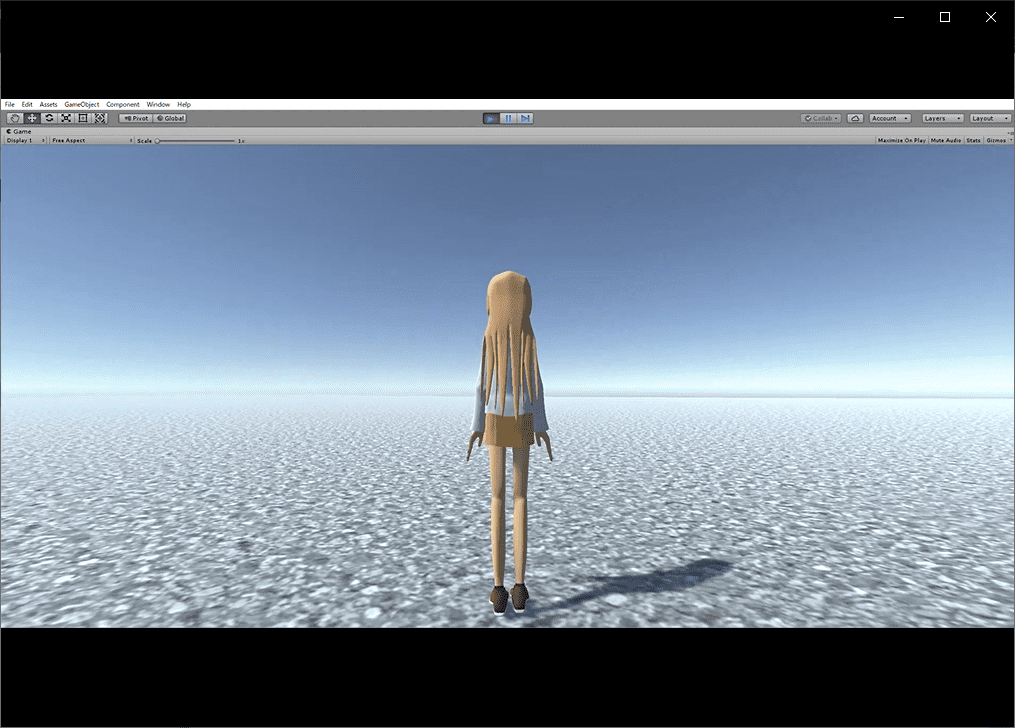 File Edit Assets GameObject Component Window Help
Pivot Global Collab Account Layers Layout
Game
Display 1 Free Aspect Scale 1x Maximize On Play Mute Audio Stats Gizmos